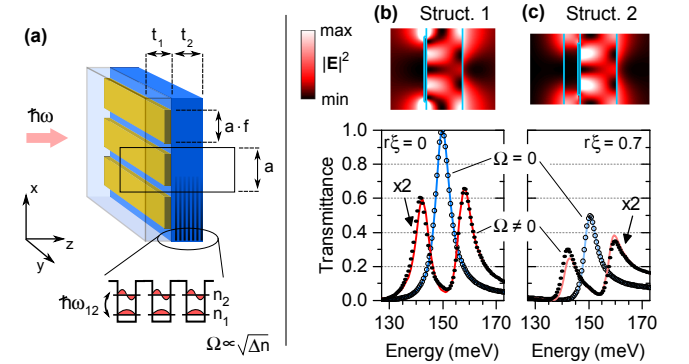 (a)
t₁ t₂
ħω
a · f
a
x
z
y
ħω₁₂
n₂
n₁
Ω∝√Δn
max
|E|²
min
(b) Struct. 1
(c) Struct. 2
Transmittance
1.0
0.8
0.6
0.4
0.2
0.0
rξ = 0
Ω = 0
x2
Ω ≠ 0
rξ = 0.7
x2
130 150 170
130 150 170
Energy (meV)
Energy (meV)